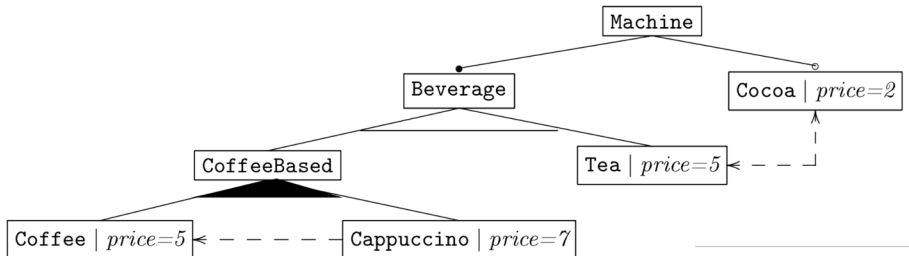 Machine
Beverage
Cocoa | price=2
CoffeeBased
Tea | price=5
Coffee | price=5
Cappuccino | price=7